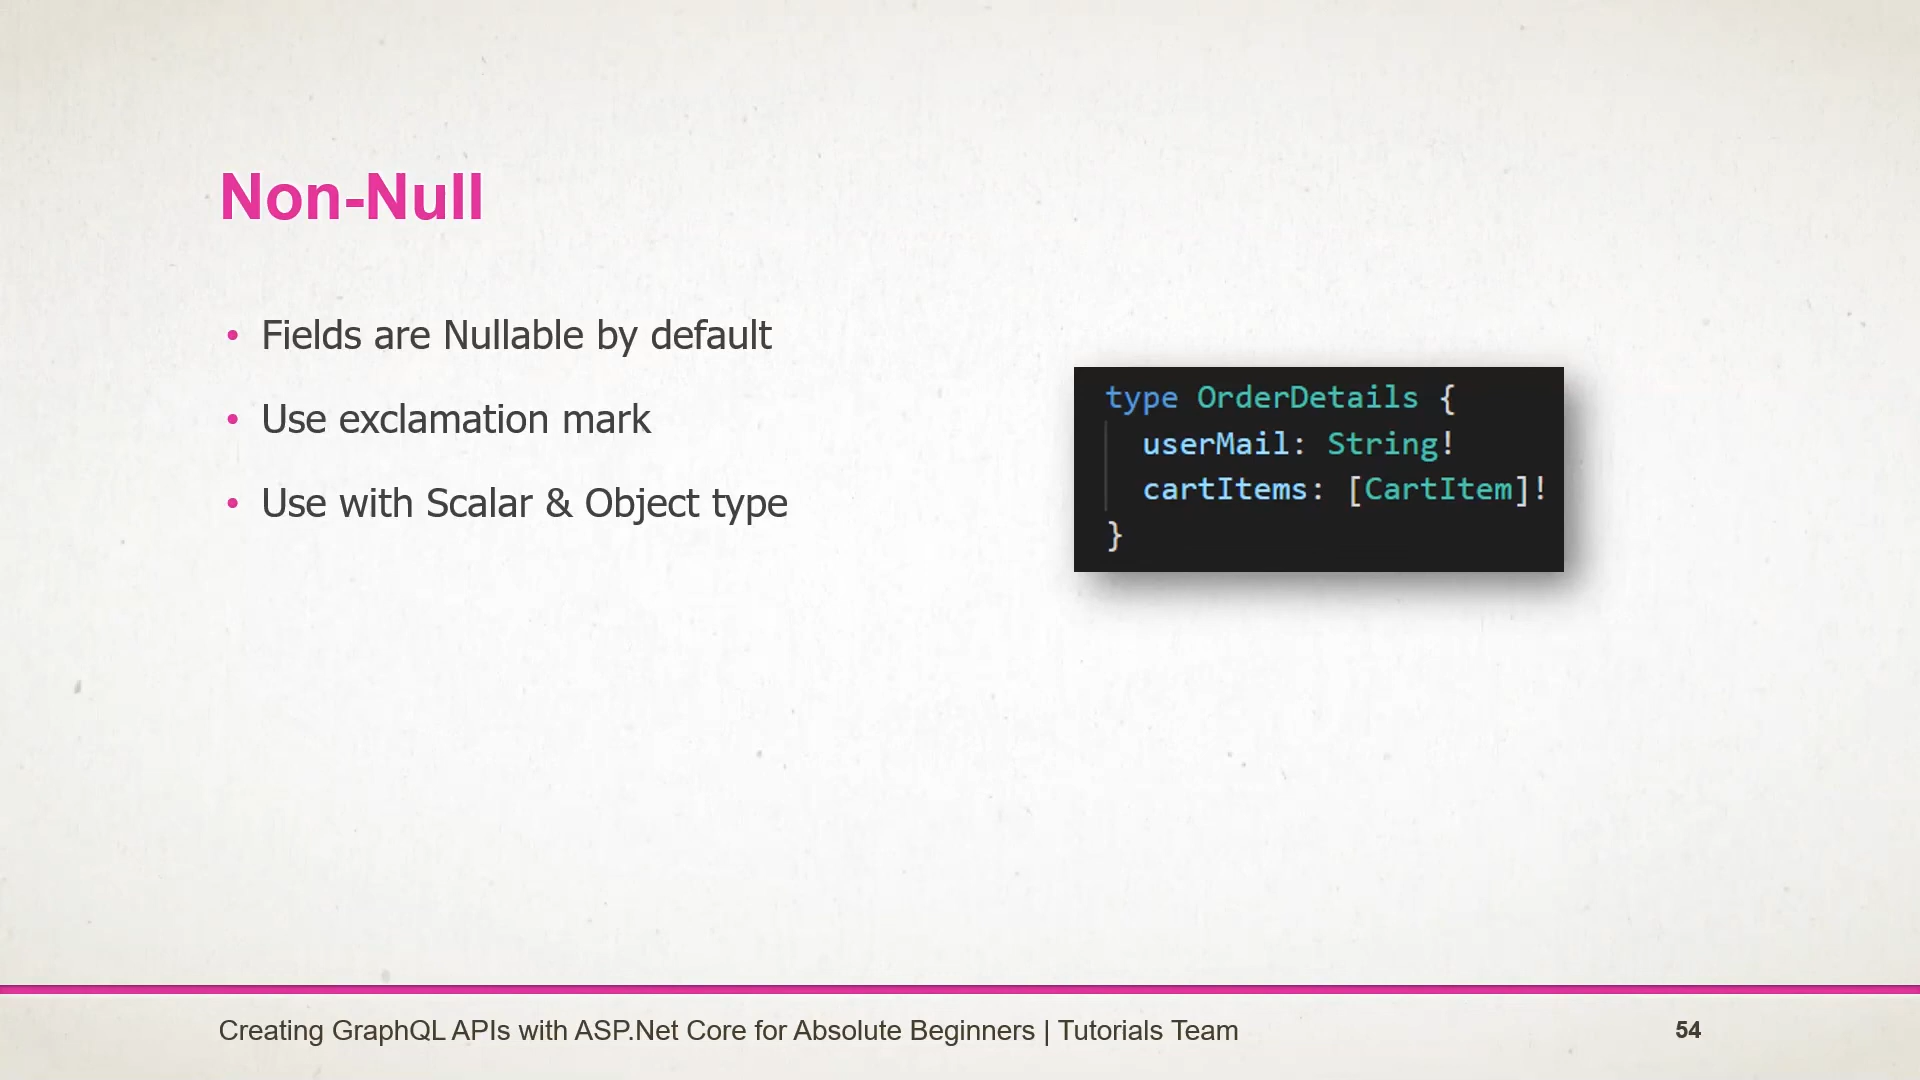 Non-Null
• Fields are Nullable by default
• Use exclamation mark
• Use with Scalar & Object type
type OrderDetails {
userMail: String!
cartItems: [CartItem]!
}
Creating GraphQL APIs with ASP.Net Core for Absolute Beginners | Tutorials Team
54